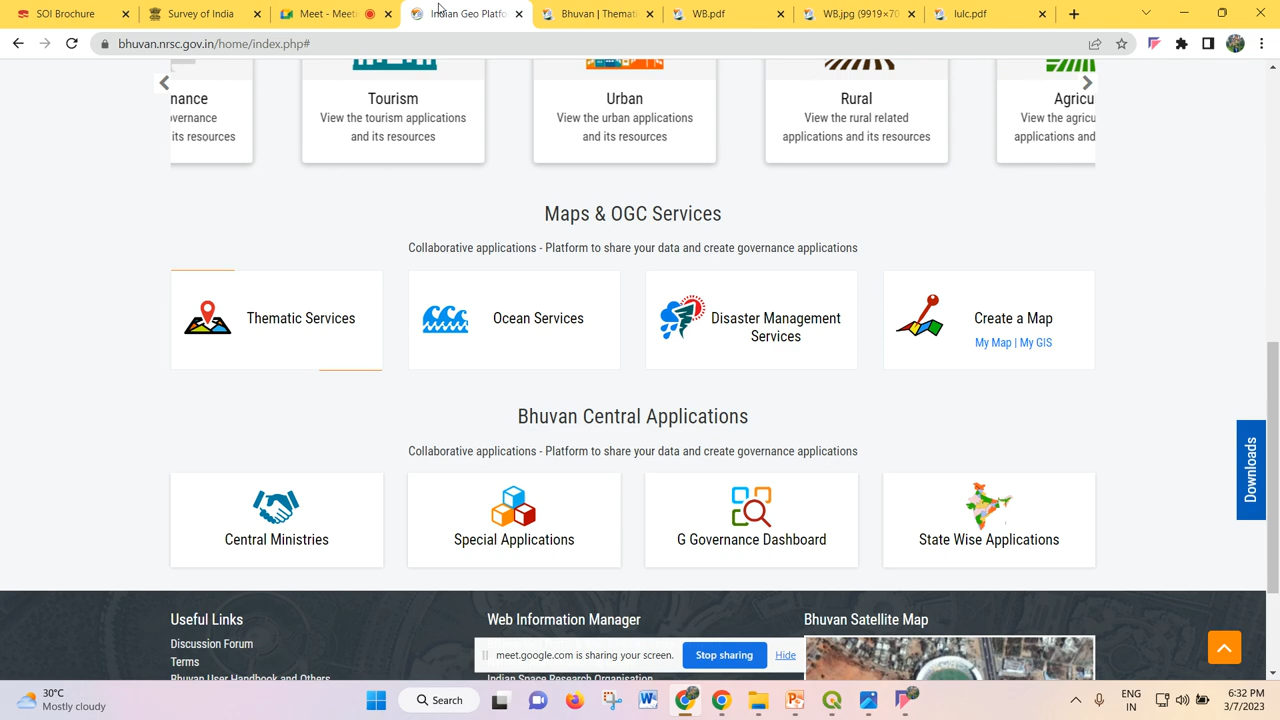 SOI Brochure
Survey of India
Meet - Meeti
Indian Geo Platfo
Bhuvan | Themati
WB.pdf
WB.jpg (9919×70
lulc.pdf
bhuvan.nrsc.gov.in/home/index.php#
nance
vernance
its resources
Tourism
View the tourism applications
and its resources
Urban
View the urban applications
and its resources
Rural
View the rural related
applications and its resources
Agricu
View the agricu
applications and
Maps & OGC Services
Collaborative applications - Platform to share your data and create governance applications
Thematic Services
Ocean Services
Disaster Management
Services
Create a Map
My Map | My GIS
Downloads
Bhuvan Central Applications
Collaborative applications - Platform to share your data and create governance applications
Central Ministries
Special Applications
G Governance Dashboard
State Wise Applications
Useful Links
Discussion Forum
Terms
Bhuvan User Handbook and Others
Web Information Manager
Indian Space Research Organisation
Bhuvan Satellite Map
meet.google.com is sharing your screen.
Stop sharing
Hide
30°C
Mostly cloudy
Search
ENG
IN
6:32 PM
3/7/2023